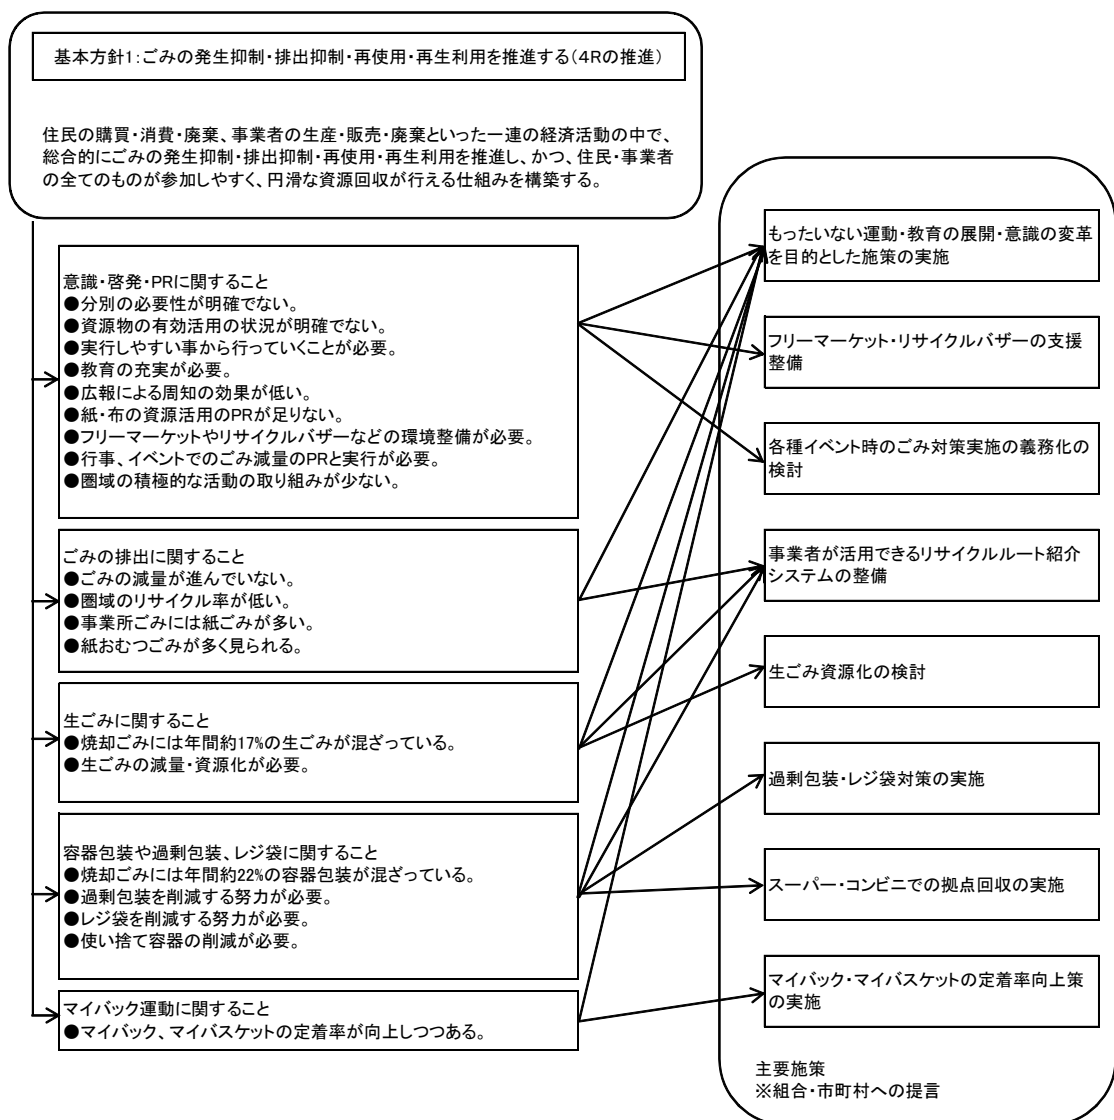 基本方針1:ごみの発生抑制・排出抑制・再使用・再生利用を推進する(4Rの推進)
住民の購買・消費・廃棄、事業者の生産・販売・廃棄といった一連の経済活動の中で、
総合的にごみの発生抑制・排出抑制・再使用・再生利用を推進し、かつ、住民・事業者
の全てのものが参加しやすく、円滑な資源回収が行える仕組みを構築する。
意識・啓発・PRに関すること
●分別の必要性が明確でない。
●資源物の有効活用の状況が明確でない。
●実行しやすい事から行っていくことが必要。
●教育の充実が必要。
●広報による周知の効果が低い。
●紙・布の資源活用のPRが足りない。
●フリーマーケットやリサイクルバザーなどの環境整備が必要。
●行事、イベントでのごみ減量のPRと実行が必要。
●圏域の積極的な活動の取り組みが少ない。
ごみの排出に関すること
●ごみの減量が進んでいない。
●圏域のリサイクル率が低い。
●事業所ごみには紙ごみが多い。
●紙おむつごみが多く見られる。
生ごみに関すること
●焼却ごみには年間約17%の生ごみが混ざっている。
●生ごみの減量・資源化が必要。
容器包装や過剰包装、レジ袋に関すること
●焼却ごみには年間約22%の容器包装が混ざっている。
●過剰包装を削減する努力が必要。
●レジ袋を削減する努力が必要。
●使い捨て容器の削減が必要。
マイバック運動に関すること
●マイバック、マイバスケットの定着率が向上しつつある。
もったいない運動・教育の展開・意識の変革
を目的とした施策の実施
フリーマーケット・リサイクルバザーの支援
整備
各種イベント時のごみ対策実施の義務化の
検討
事業者が活用できるリサイクルルート紹介
システムの整備
生ごみ資源化の検討
過剰包装・レジ袋対策の実施
スーパー・コンビニでの拠点回収の実施
マイバック・マイバスケットの定着率向上策
の実施
主要施策
※組合・市町村への提言